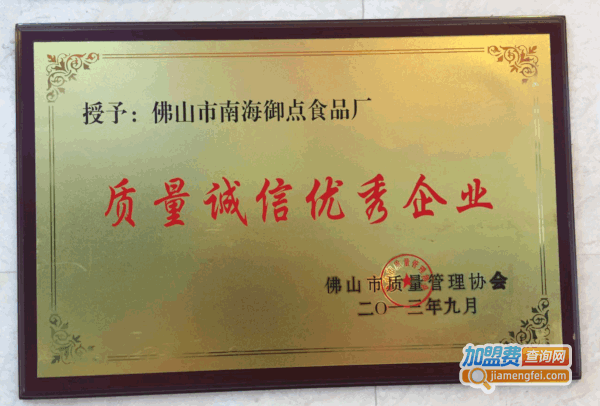 授予：佛山市南海御点食品厂
质量诚信优秀企业
佛山市质量管理协会
二〇一三年九月
加盟费查询网
jiamengfei.com